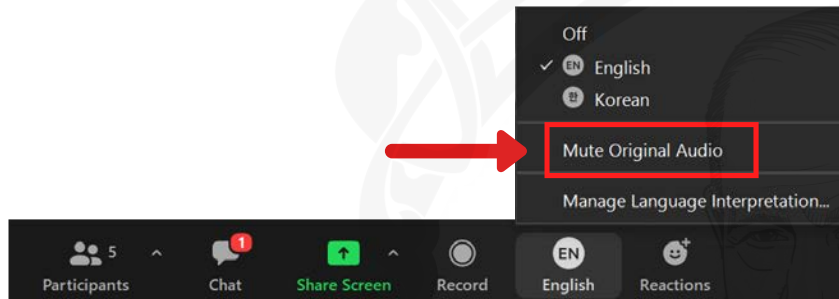 Off
EN English
한 Korean
Mute Original Audio
Manage Language Interpretation...
5 1 EN
Participants Chat Share Screen Record English Reactions